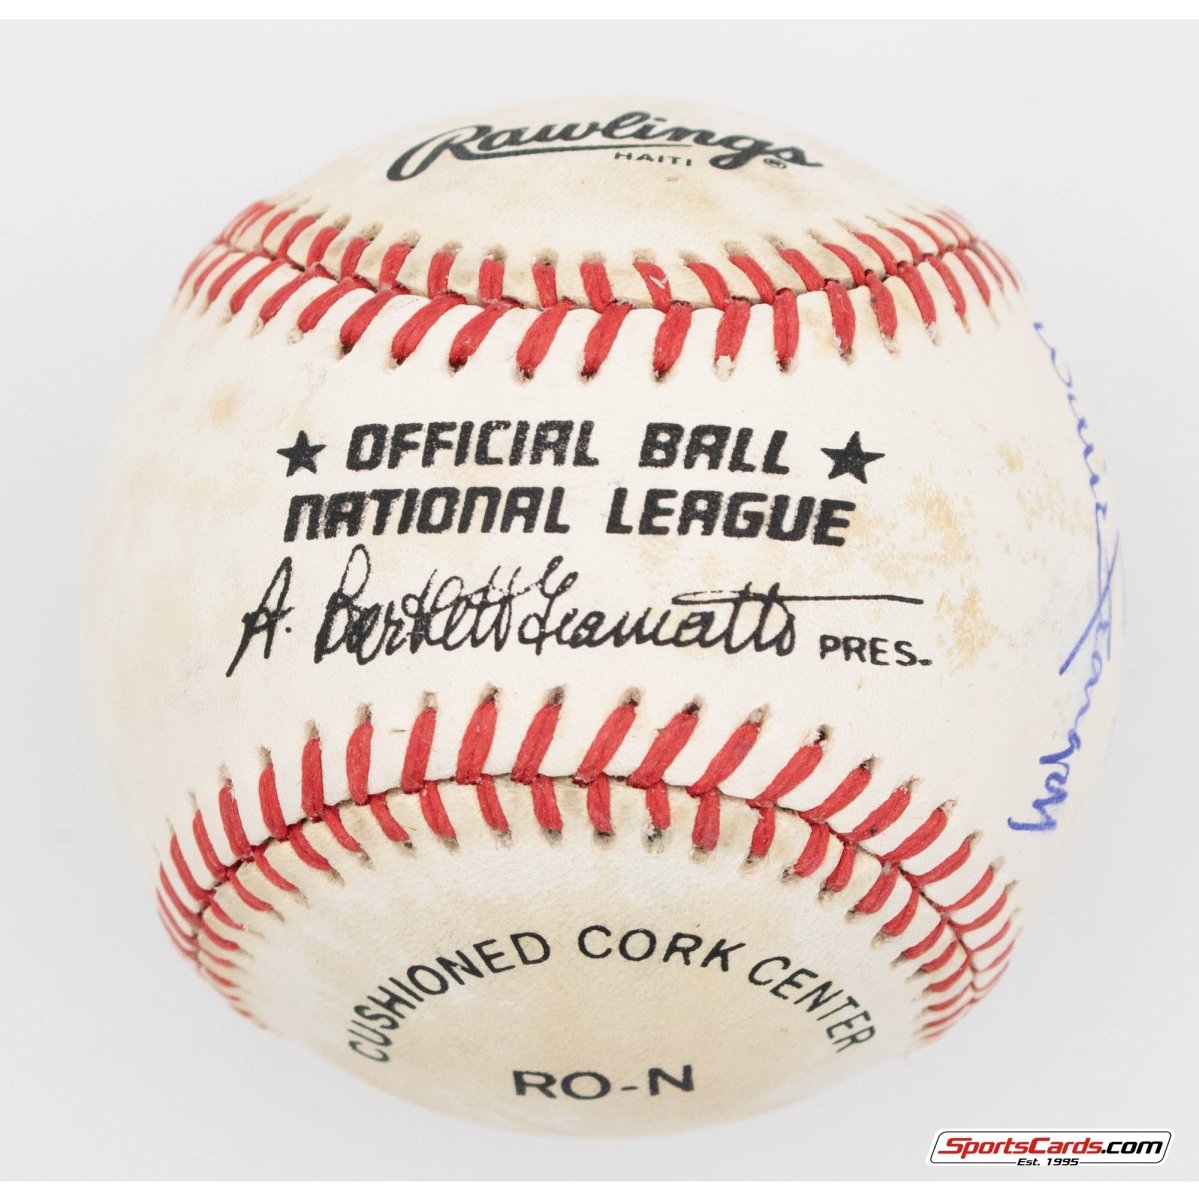 Rawlings
HAITI ®
★ OFFICIAL BALL ★
NATIONAL LEAGUE
A. Bartlett Giamatti PRES.
CUSHIONED CORK CENTER
RO-N
SportsCards.com
Est. 1995